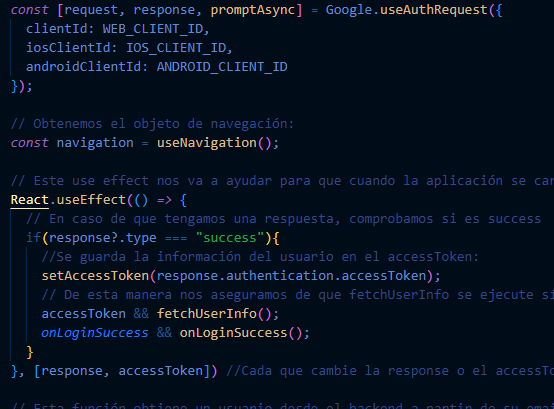 const [request, response, promptAsync] = Google.useAuthRequest({
clientId: WEB_CLIENT_ID,
iosClientId: IOS_CLIENT_ID,
androidClientId: ANDROID_CLIENT_ID
});
// Obtenemos el objeto de navegación:
const navigation = useNavigation();
// Este use effect nos va a ayudar para que cuando la aplicación se car
React.useEffect(() => {
// En caso de que tengamos una respuesta, comprobamos si es success
if(response?.type === "success"){
//Se guarda la información del usuario en el accessToken:
setAccessToken(response.authentication.accessToken);
// De esta manera nos aseguramos de que fetchUserInfo se ejecute si
accessToken && fetchUserInfo();
onLoginSuccess && onLoginSuccess();
}
}, [response, accessToken]) //Cada que cambie la response o el accessTo
// Esta función obtiene un usuario desde el backend a partir de su emai